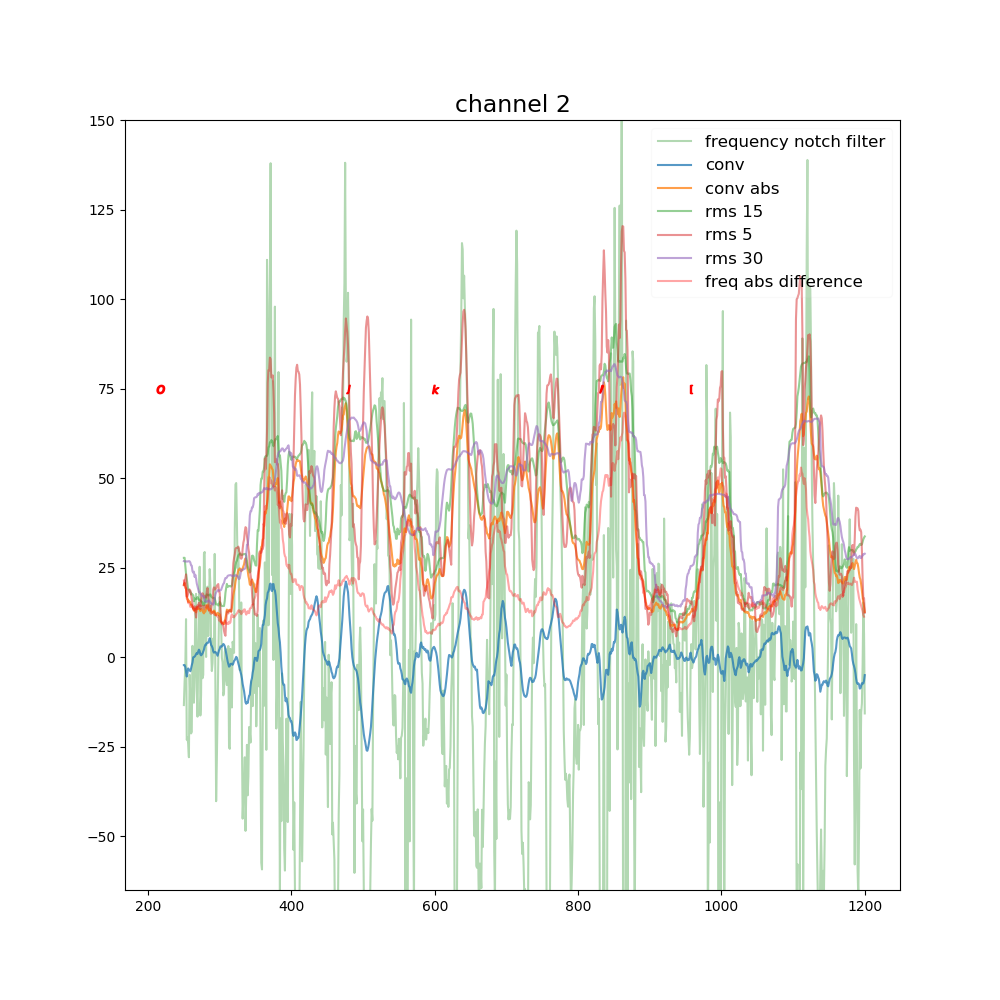 channel 2
150
125
100
75
50
25
0
−25
−50
200
400
600
800
1000
1200
frequency notch filter
conv
conv abs
rms 15
rms 5
rms 30
freq abs difference
o
k